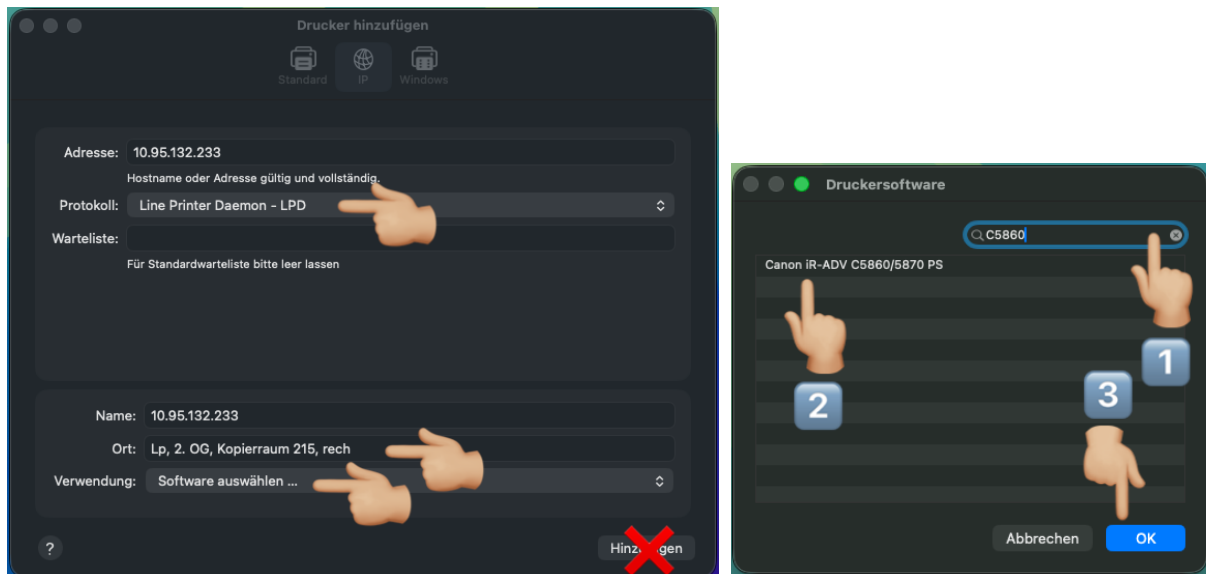 Drucker hinzufügen
Standard IP Windows
Adresse: 10.95.132.233
Hostname oder Adresse gültig und vollständig.
Protokoll: Line Printer Daemon - LPD
Warteliste:
Für Standardwarteliste bitte leer lassen
Name: 10.95.132.233
Ort: Lp, 2. OG, Kopierraum 215, rech
Verwendung: Software auswählen ...
?
Druckersoftware
C5860
Canon iR-ADV C5860/5870 PS
1
2
3
Abbrechen OK